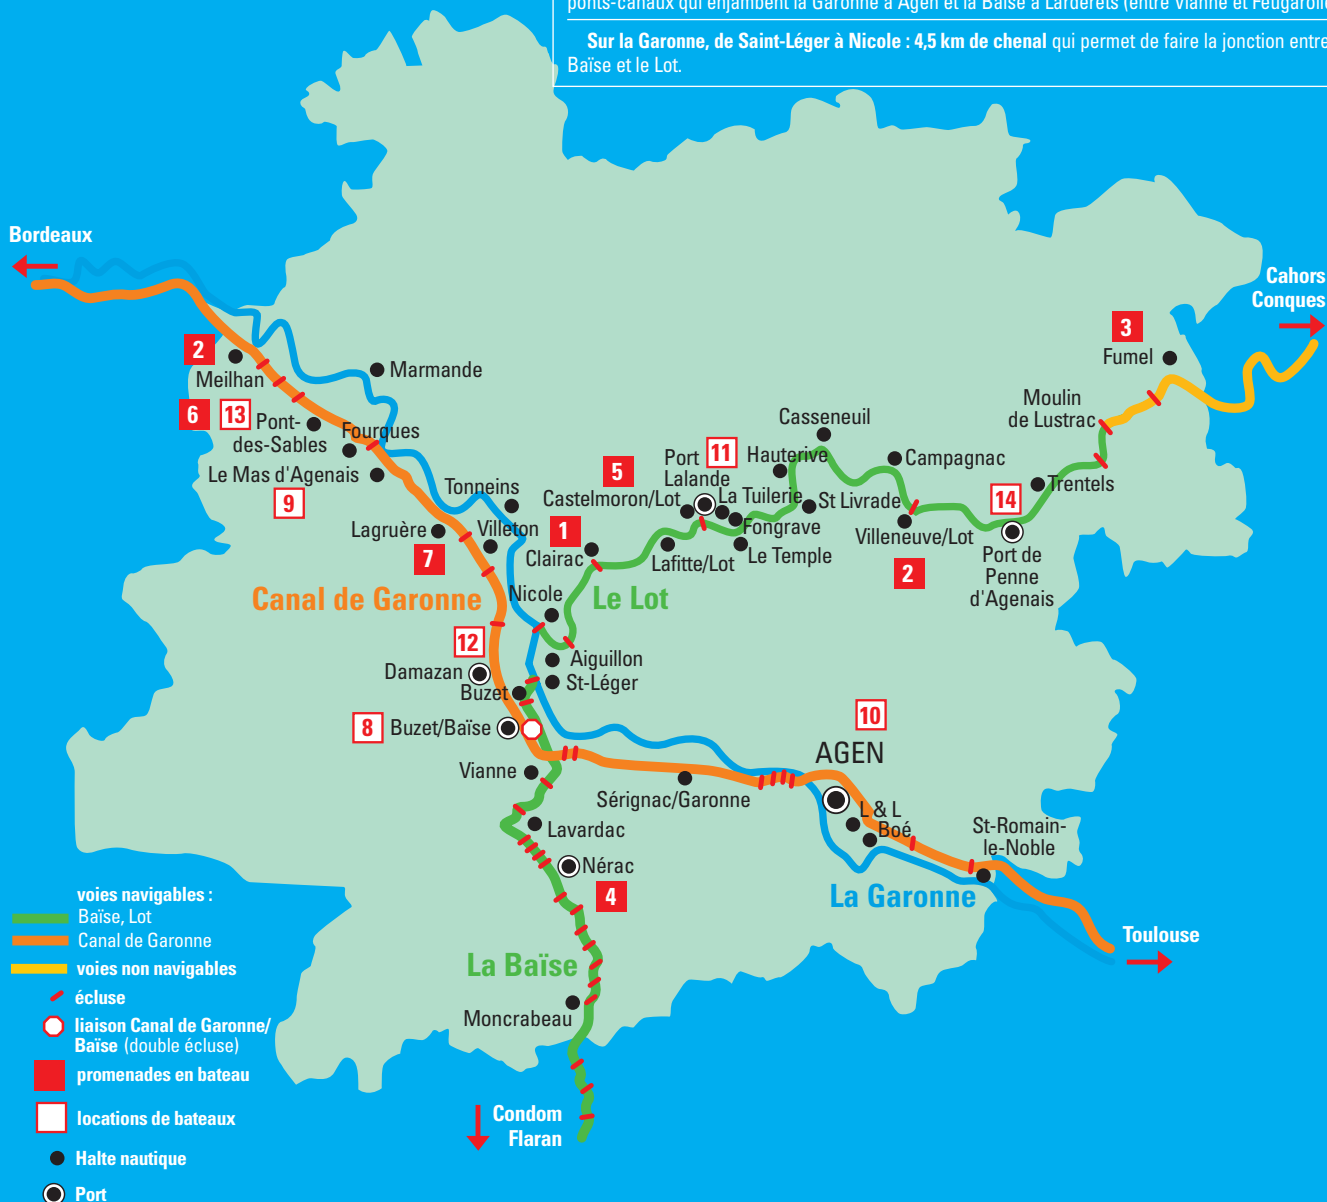 ponts-canaux qui enjambent la Garonne à Agen et la Baïse à Larderets (entre Vianne et Feugarolle
Sur la Garonne, de Saint-Léger à Nicole : 4,5 km de chenal qui permet de faire la jonction entre
Baïse et le Lot.
Bordeaux
Cahors
Conques
3
Fumel
2
Meilhan
Marmande
Moulin
de Lustrac
6
13
Pont-
des-Sables
Fourques
Casseneuil
Le Mas d'Agenais
9
Port
Lalande
11
Hauterive
Campagnac
5
Castelmoron/Lot
La Tuilerie
St Livrade
Trentels
14
Tonneins
Fongrave
Villeneuve/Lot
Lagruère
Villeton
1
Clairac
Lafitte/Lot
Le Temple
2
Port de
Penne
d'Agenais
7
Canal de Garonne
Nicole
Le Lot
12
Damazan
Aiguillon
St-Léger
Buzet
8
Buzet/Baïse
10
AGEN
Vianne
Sérignac/Garonne
L & L
Boé
St-Romain-
le-Noble
Lavardac
Nérac
4
La Garonne
Toulouse
La Baïse
Moncrabeau
Condom
Flaran
voies navigables :
Baïse, Lot
Canal de Garonne
voies non navigables
écluse
liaison Canal de Garonne/
Baïse (double écluse)
promenades en bateau
locations de bateaux
Halte nautique
Port